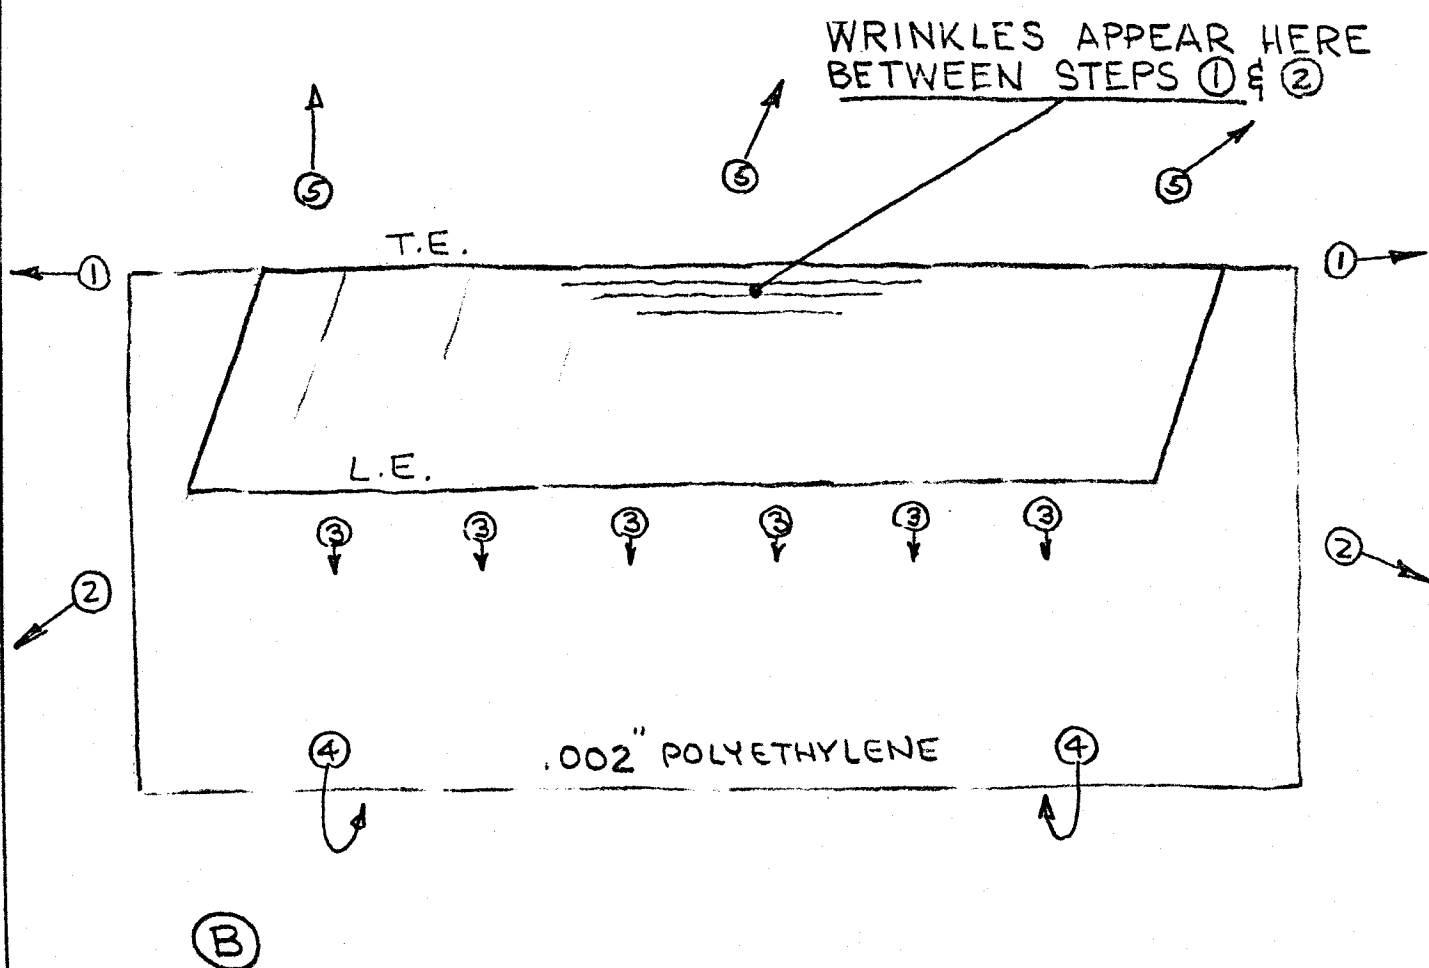 WRINKLES APPEAR HERE
BETWEEN STEPS ① & ②
⑤ ⑤ ⑤
T.E.
① ①
L.E.
③ ③ ③ ③ ③ ③
② ②
④ .002" POLYETHYLENE ④
Ⓑ